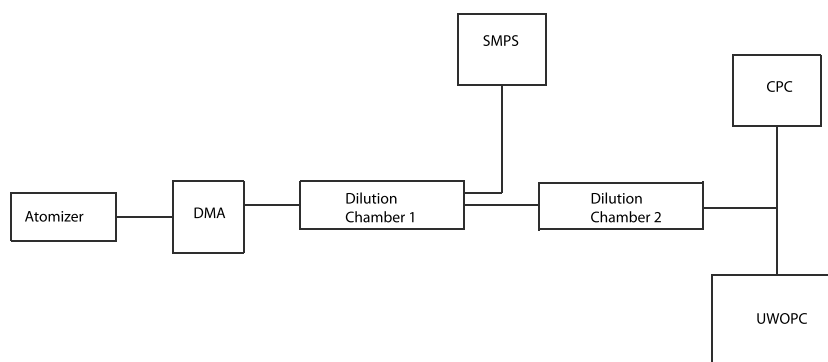 SMPS
CPC
Atomizer
DMA
Dilution
Chamber 1
Dilution
Chamber 2
UWOPC